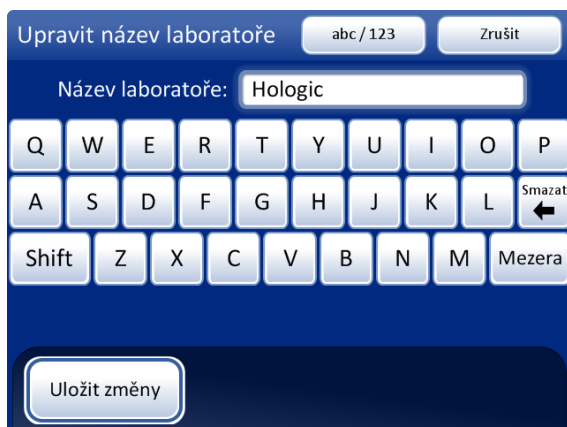 Upravit název laboratoře abc / 123 Zrušit
Název laboratoře: Hologic
Q W E R T Y U I O P
A S D F G H J K L Smazat
Shift Z X C V B N M Mezera
Uložit změny